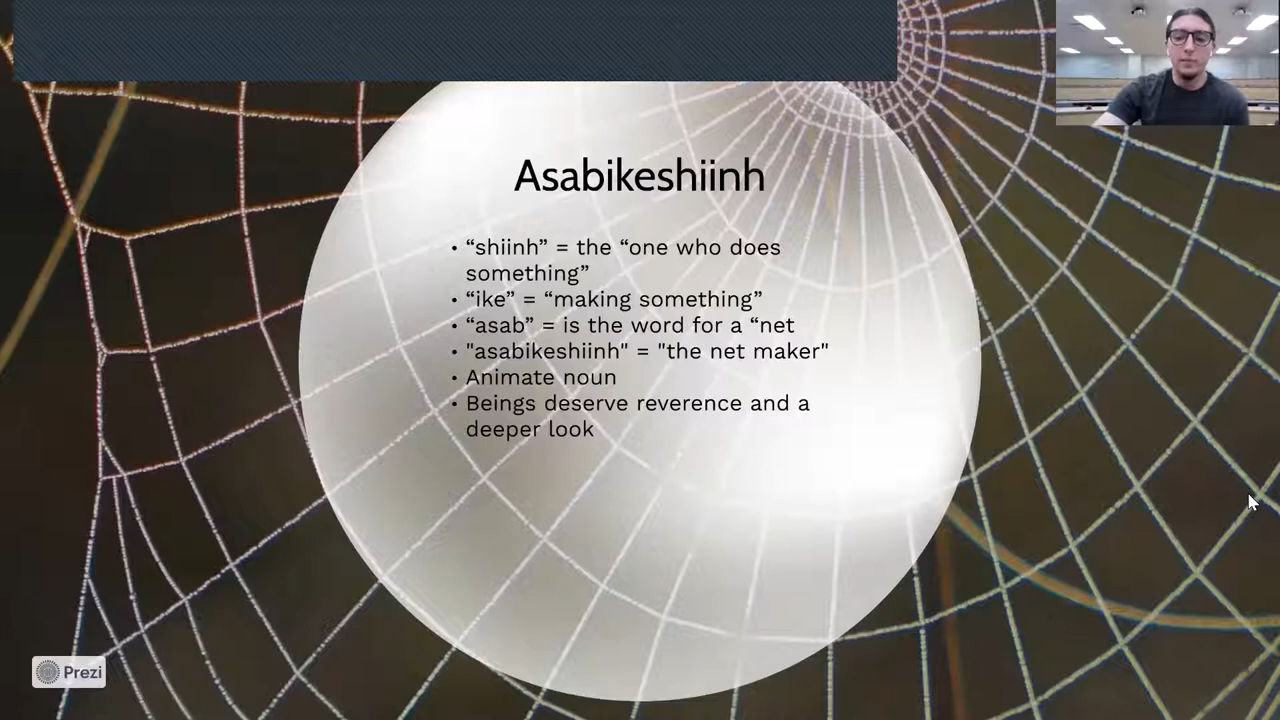 Asabikeshiinh
• “shiinh” = the “one who does
something”
• “ike” = “making something”
• “asab” = is the word for a “net
• "asabikeshiinh" = "the net maker"
• Animate noun
• Beings deserve reverence and a
deeper look
Prezi